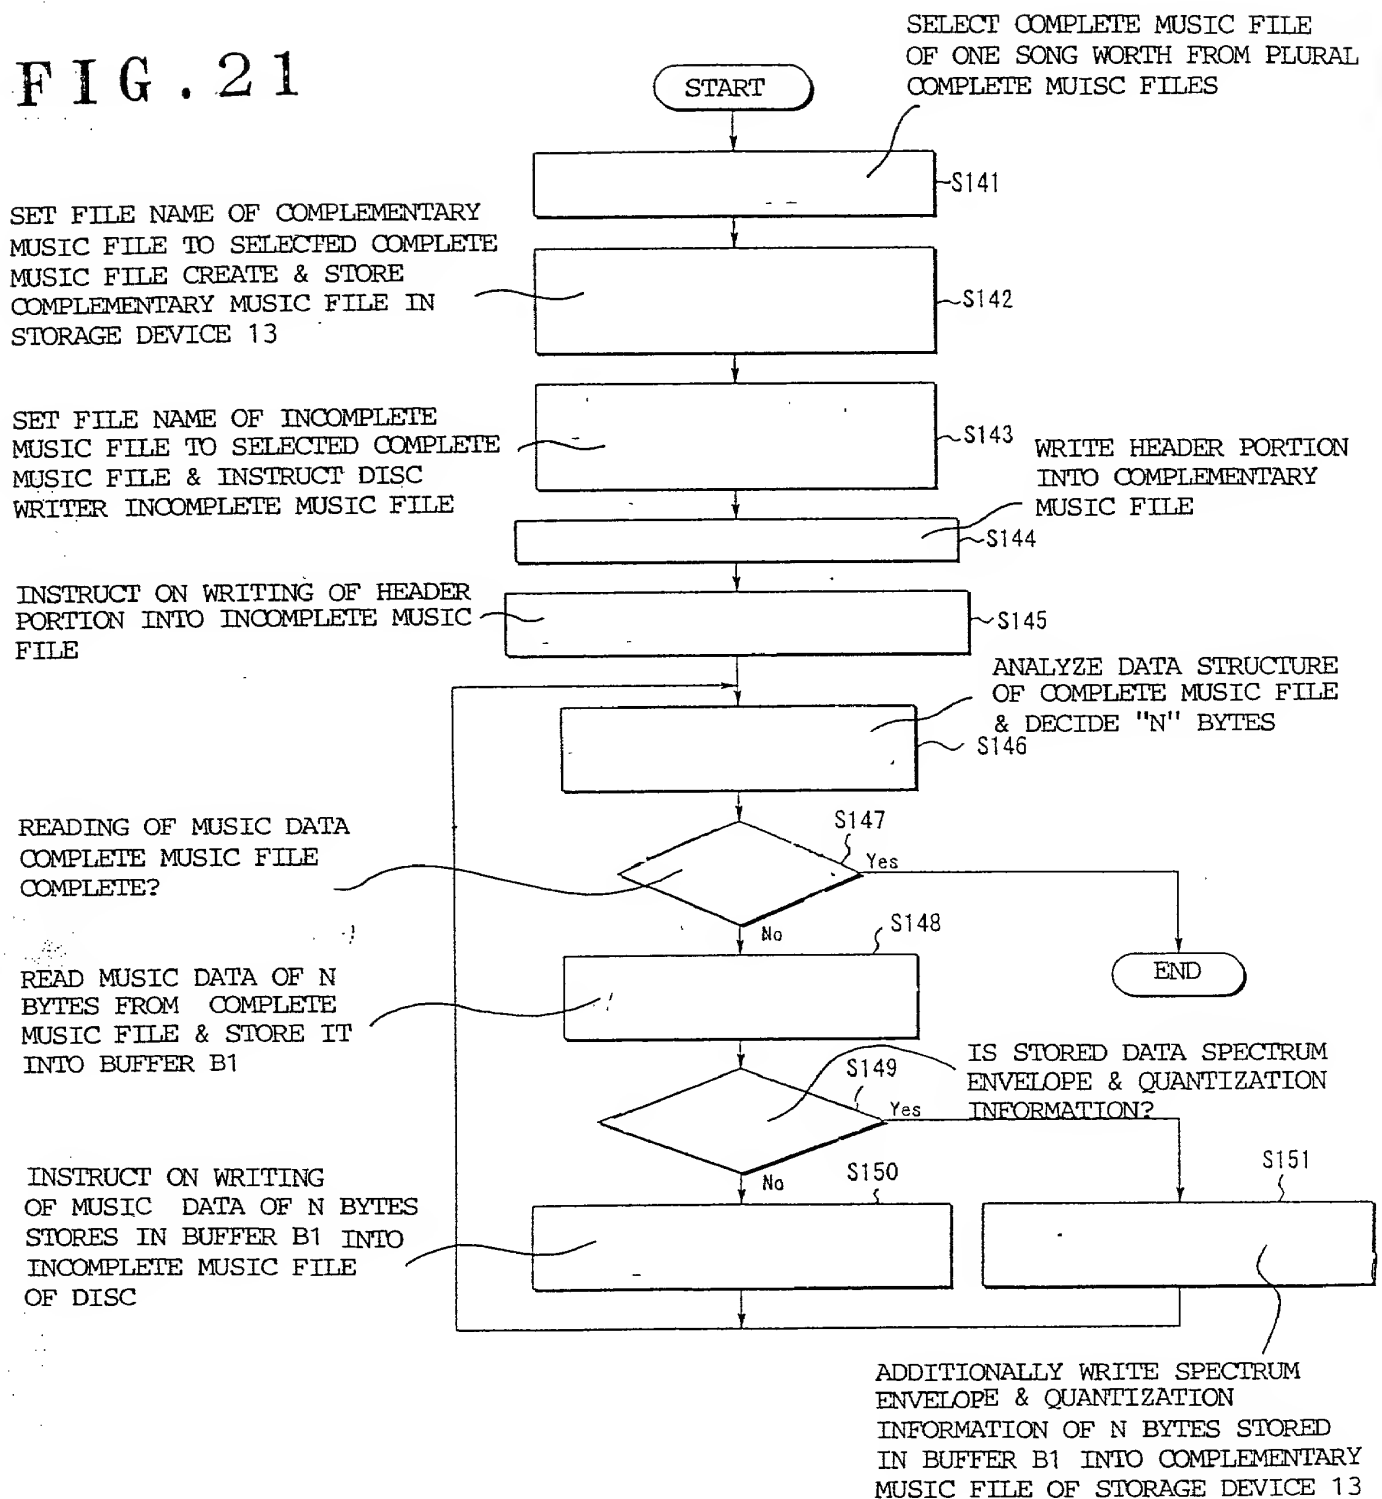 FIG.21
SELECT COMPLETE MUSIC FILE
OF ONE SONG WORTH FROM PLURAL
COMPLETE MUISC FILES
START
S141
SET FILE NAME OF COMPLEMENTARY
MUSIC FILE TO SELECTED COMPLETE
MUSIC FILE CREATE & STORE
COMPLEMENTARY MUSIC FILE IN
STORAGE DEVICE 13
S142
SET FILE NAME OF INCOMPLETE
MUSIC FILE TO SELECTED COMPLETE
MUSIC FILE & INSTRUCT DISC
WRITER INCOMPLETE MUSIC FILE
S143
WRITE HEADER PORTION
INTO COMPLEMENTARY
MUSIC FILE
S144
INSTRUCT ON WRITING OF HEADER
PORTION INTO INCOMPLETE MUSIC
FILE
S145
ANALYZE DATA STRUCTURE
OF COMPLETE MUSIC FILE
& DECIDE "N" BYTES
S146
READING OF MUSIC DATA
COMPLETE MUSIC FILE
COMPLETE?
S147
Yes
No
END
READ MUSIC DATA OF N
BYTES FROM COMPLETE
MUSIC FILE & STORE IT
INTO BUFFER B1
S148
IS STORED DATA SPECTRUM
ENVELOPE & QUANTIZATION
INFORMATION?
S149
Yes
No
INSTRUCT ON WRITING
OF MUSIC DATA OF N BYTES
STORES IN BUFFER B1 INTO
INCOMPLETE MUSIC FILE
OF DISC
S150
S151
ADDITIONALLY WRITE SPECTRUM
ENVELOPE & QUANTIZATION
INFORMATION OF N BYTES STORED
IN BUFFER B1 INTO COMPLEMENTARY
MUSIC FILE OF STORAGE DEVICE 13